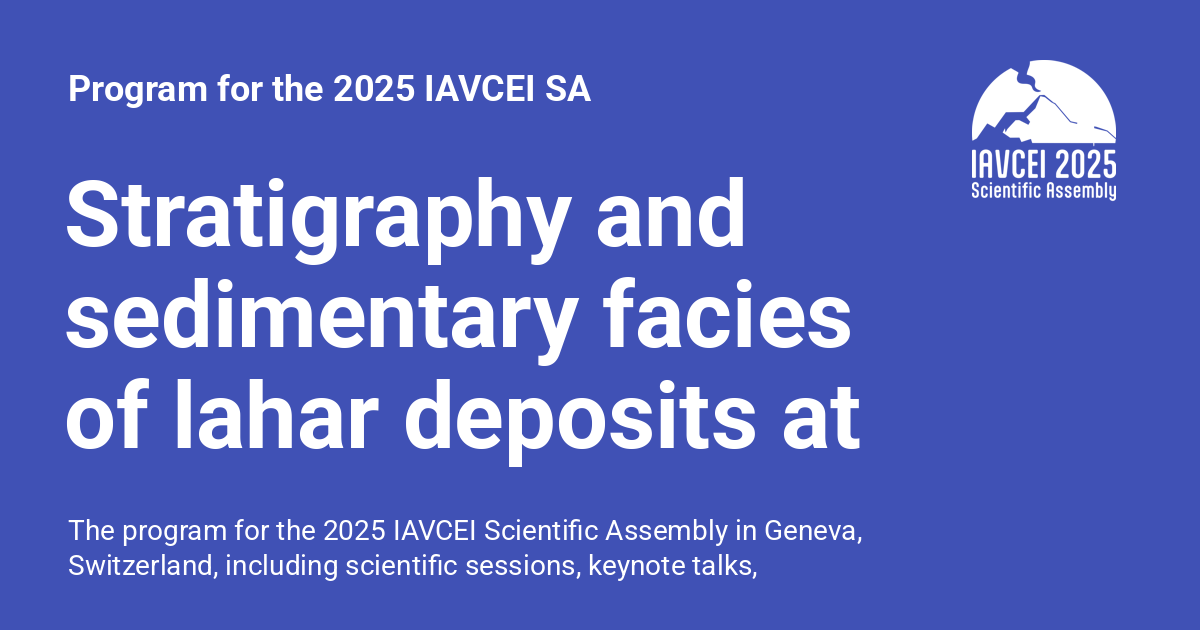 Program for the 2025 IAVCEI SA
IAVCEI 2025
Scientific Assembly
Stratigraphy and
sedimentary facies
of lahar deposits at
The program for the 2025 IAVCEI Scientific Assembly in Geneva,
Switzerland, including scientific sessions, keynote talks,